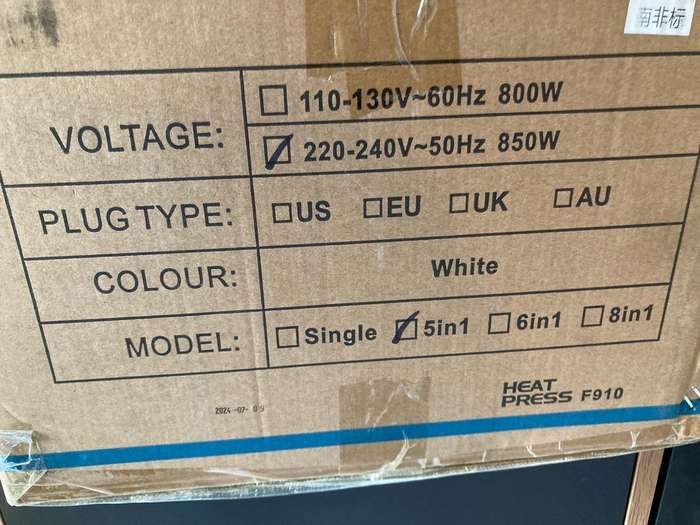 南非标
VOLTAGE:
110-130V~60Hz 800W
220-240V~50Hz 850W
PLUG TYPE:
US
EU
UK
AU
COLOUR:
White
MODEL:
Single
5in1
6in1
8in1
HEAT
PRESS F910
2024-07-